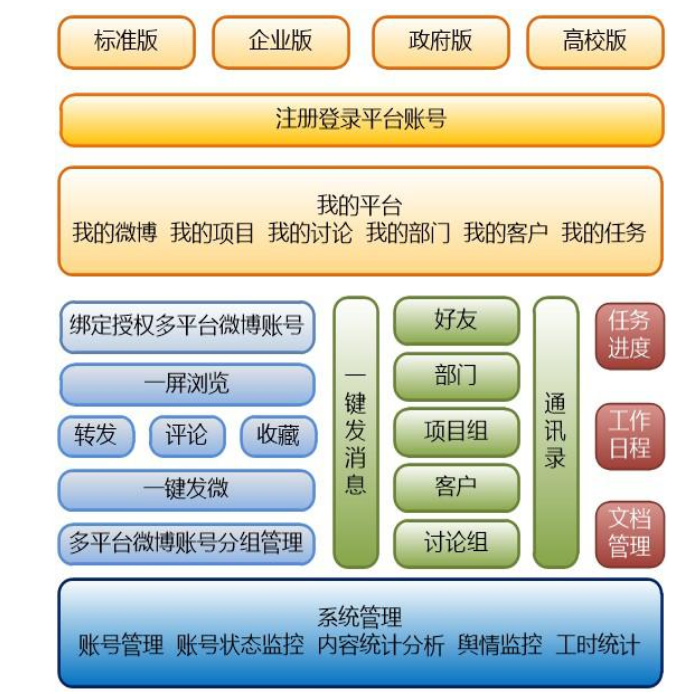 标准版 企业版 政府版 高校版
注册登录平台账号
我的平台
我的微博 我的项目 我的讨论 我的部门 我的客户 我的任务
绑定授权多平台微博账号
一屏浏览
转发 评论 收藏
一键发微
多平台微博账号分组管理
一键发消息
好友
部门
项目组
客户
讨论组
通讯录
任务
进度
工作
日程
文档
管理
系统管理
账号管理 账号状态监控 内容统计分析 舆情监控 工时统计